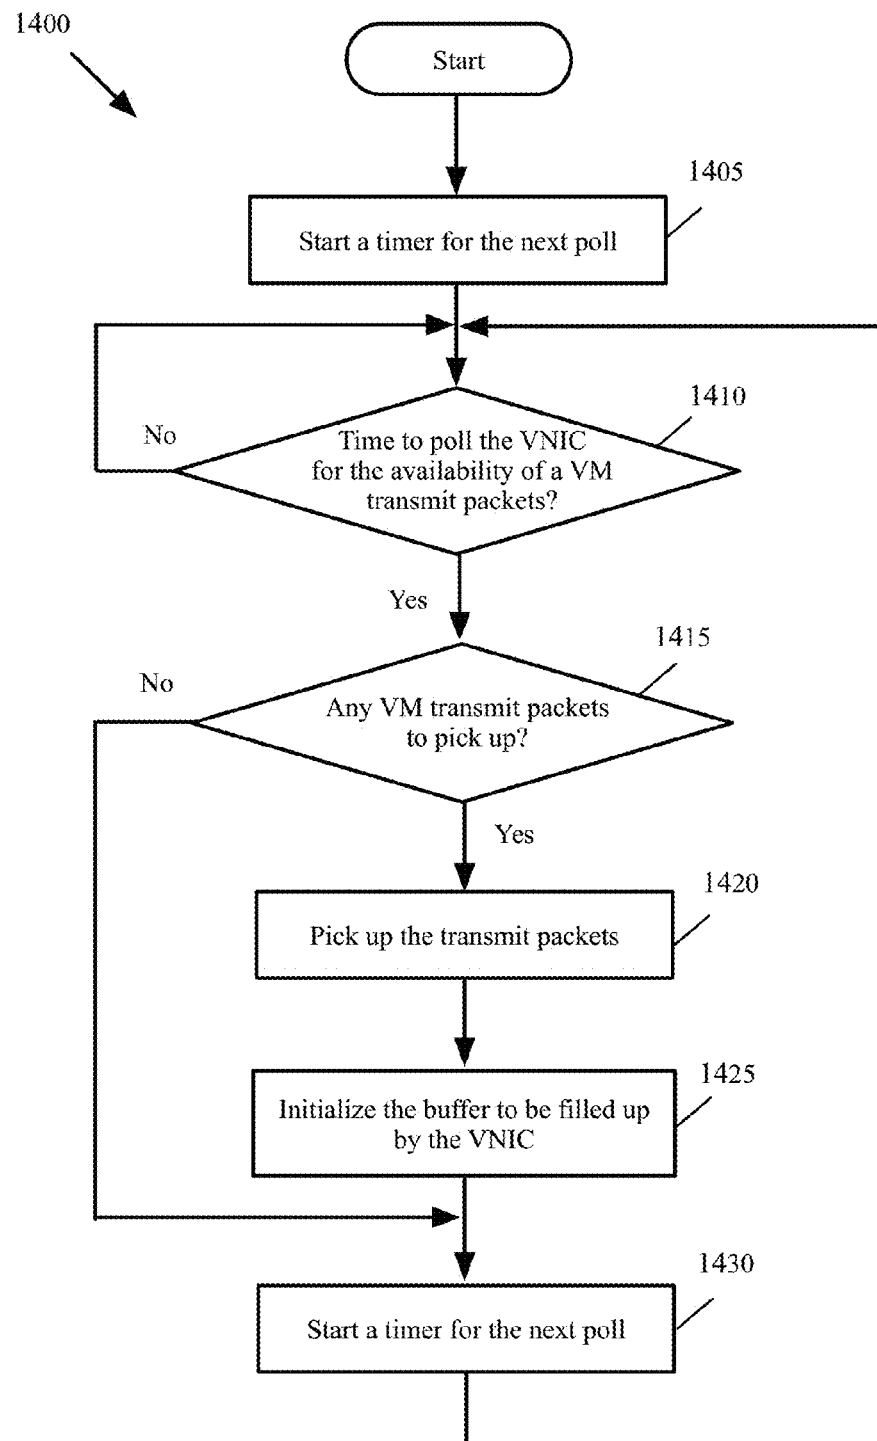 1400
Start
1405
Start a timer for the next poll
1410
No
Time to poll the VNIC
for the availability of a VM
transmit packets?
Yes
1415
No
Any VM transmit packets
to pick up?
Yes
1420
Pick up the transmit packets
1425
Initialize the buffer to be filled up
by the VNIC
1430
Start a timer for the next poll